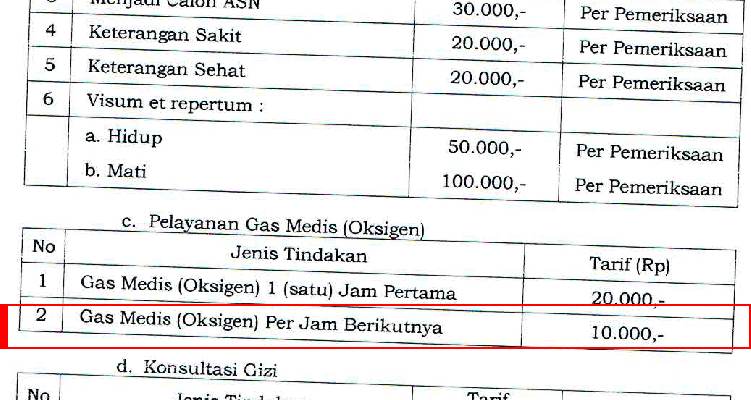 Menjadi Calon ASN 30.000,- Per Pemeriksaan
4 Keterangan Sakit 20.000,- Per Pemeriksaan
5 Keterangan Sehat 20.000,- Per Pemeriksaan
6 Visum et repertum :
a. Hidup 50.000,- Per Pemeriksaan
b. Mati 100.000,- Per Pemeriksaan
c. Pelayanan Gas Medis (Oksigen)
No Jenis Tindakan Tarif (Rp)
1 Gas Medis (Oksigen) 1 (satu) Jam Pertama 20.000,-
2 Gas Medis (Oksigen) Per Jam Berikutnya 10.000,-
d. Konsultasi Gizi
No Jenis Tarif